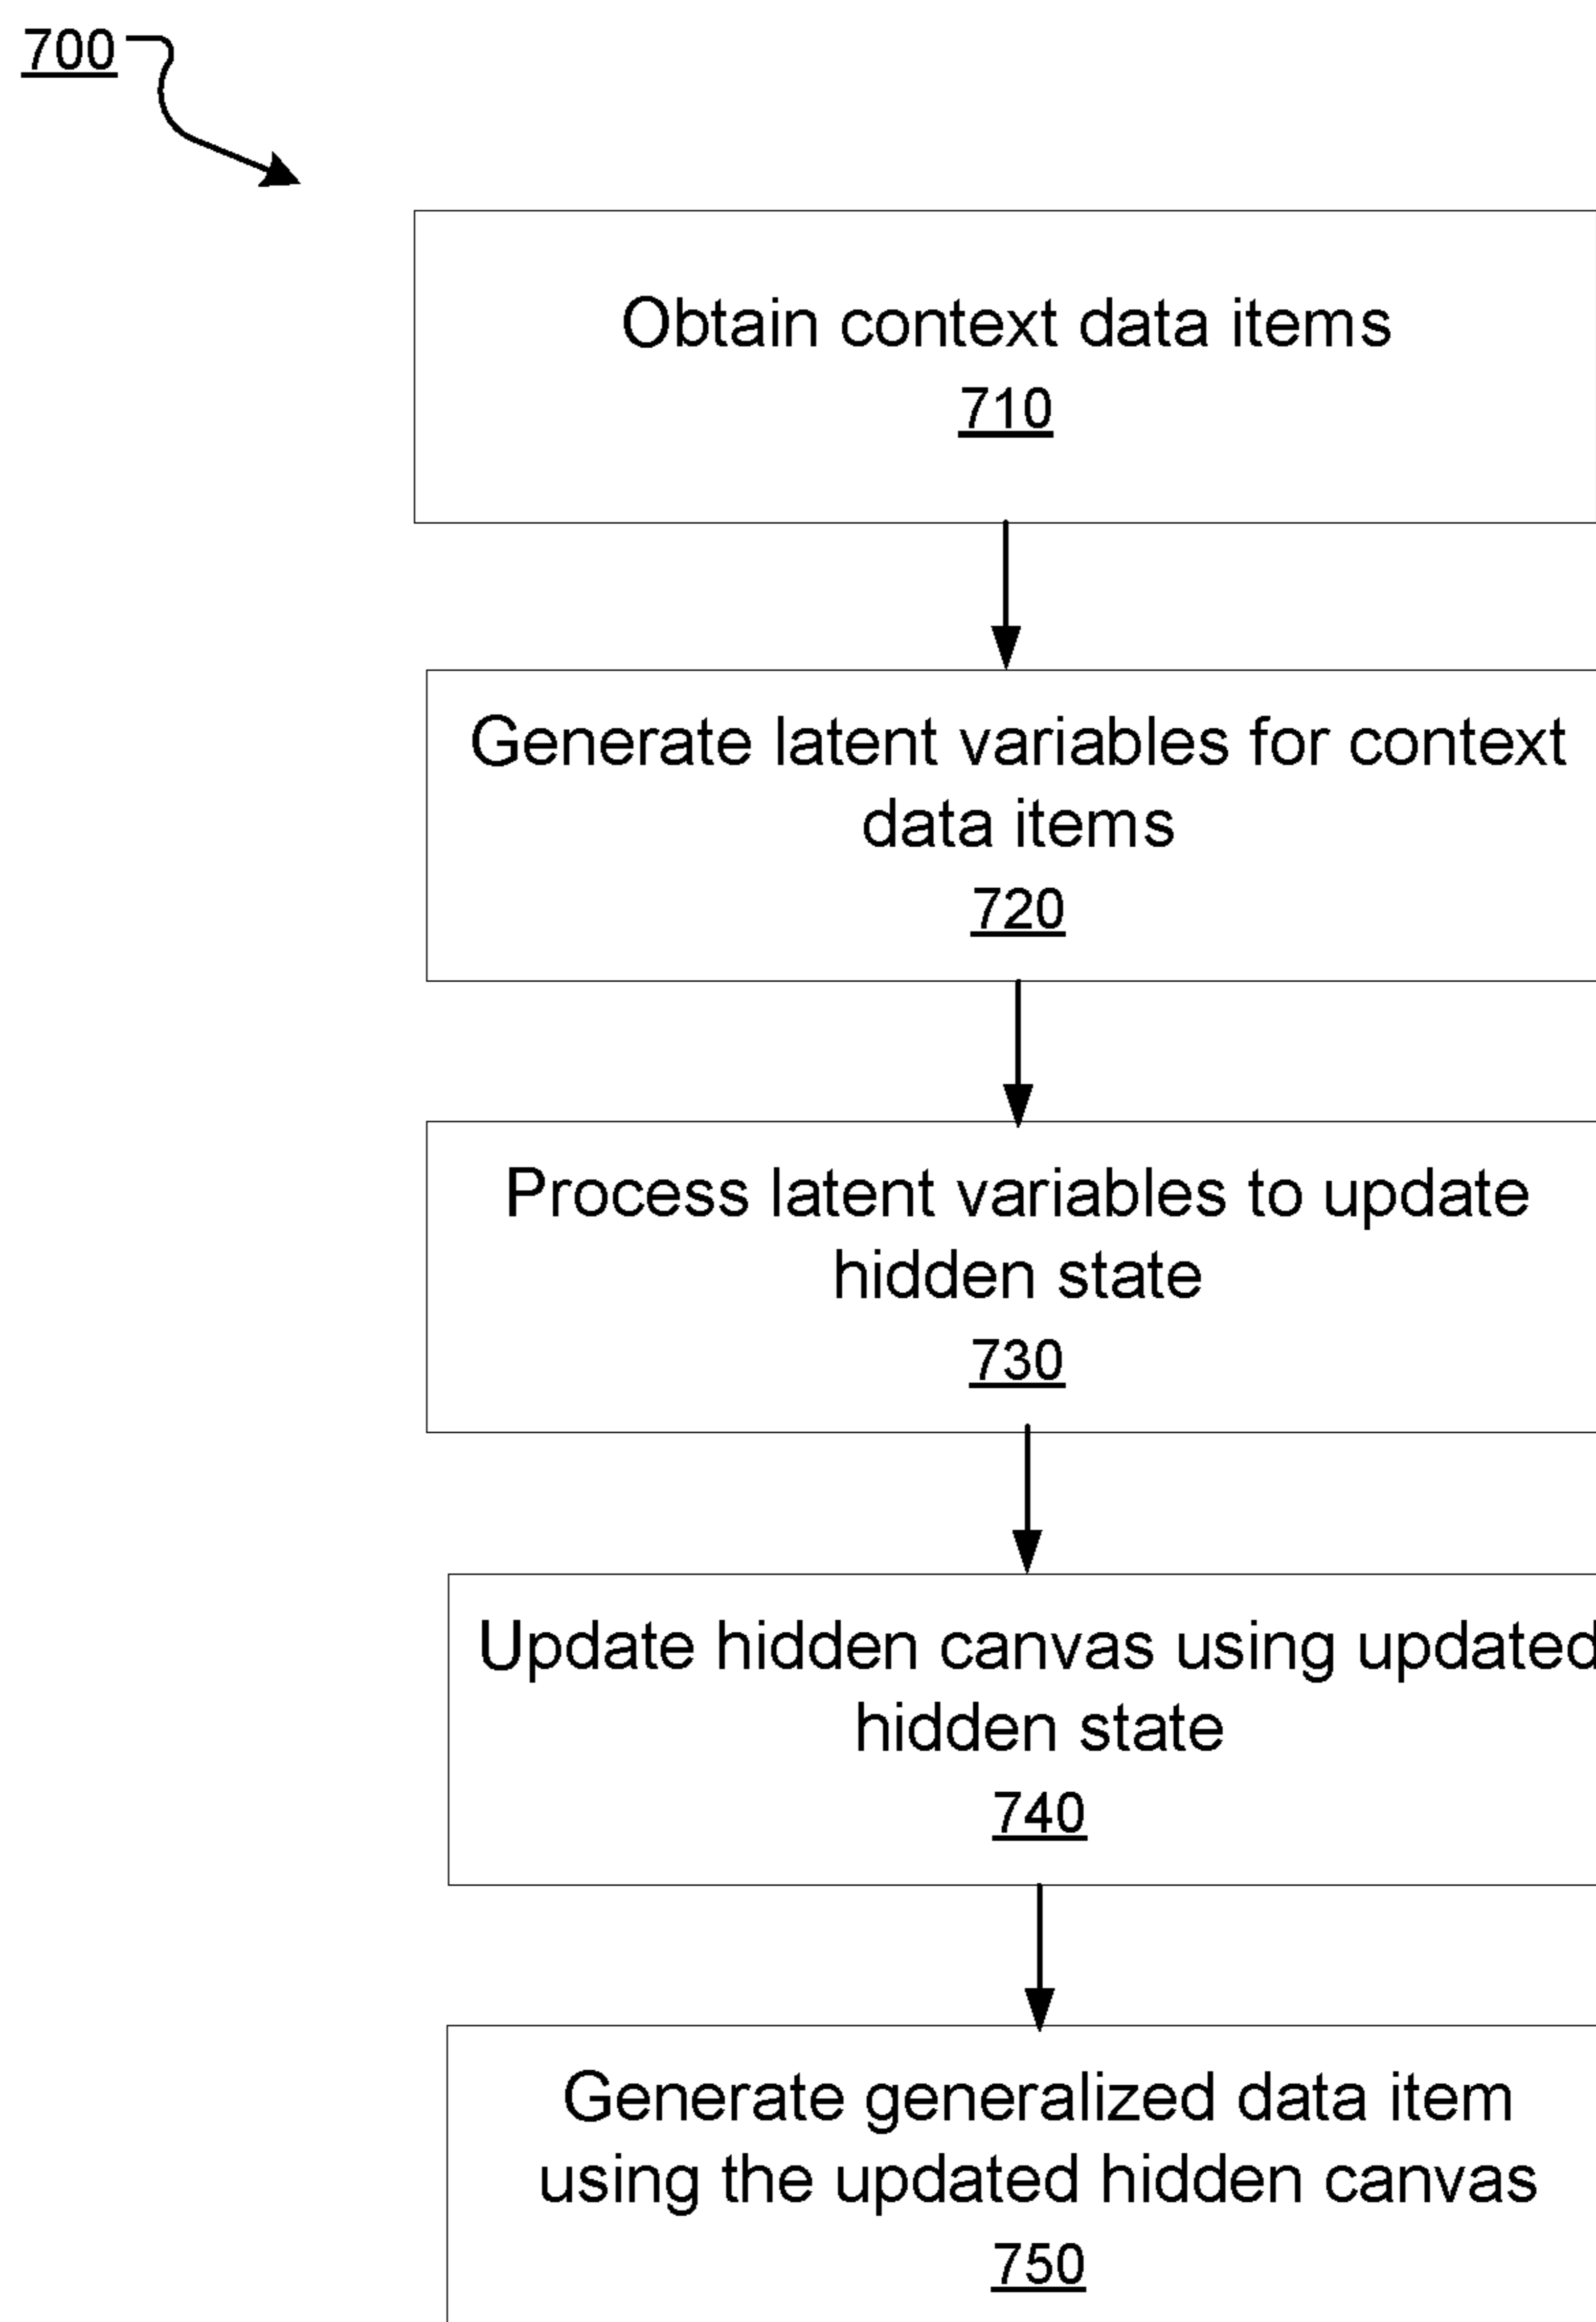 700
Obtain context data items
710
Generate latent variables for context
data items
720
Process latent variables to update
hidden state
730
Update hidden canvas using updated
hidden state
740
Generate generalized data item
using the updated hidden canvas
750